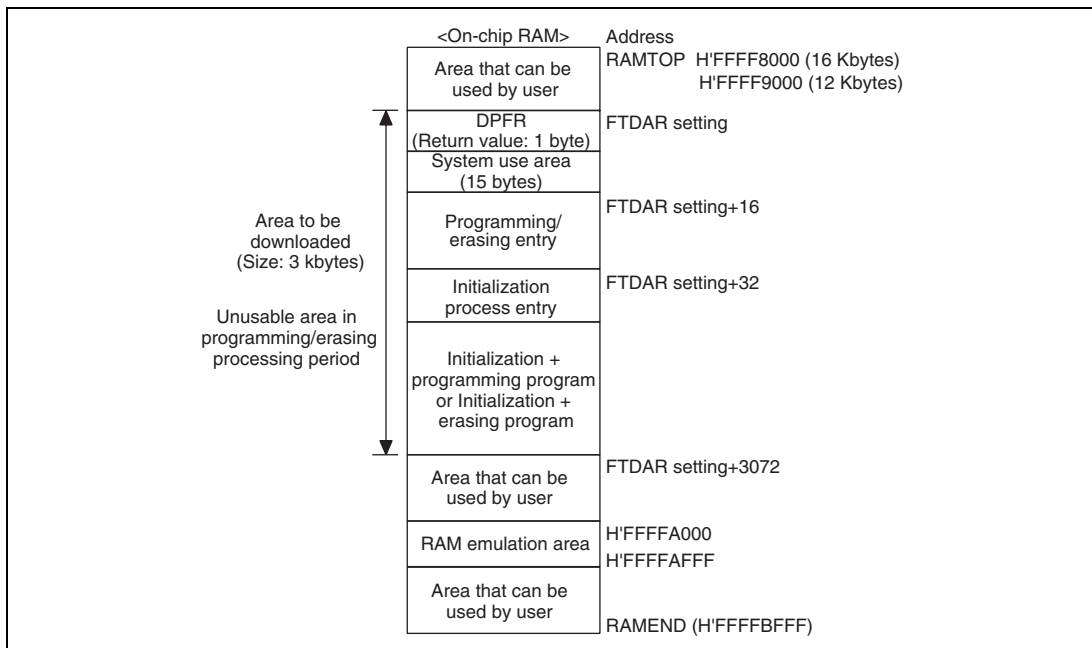 <On-chip RAM>
Address
Area that can be
used by user
RAMTOP H'FFFF8000 (16 Kbytes)
H'FFFF9000 (12 Kbytes)
DPFR
(Return value: 1 byte)
FTDAR setting
System use area
(15 bytes)
Programming/
erasing entry
FTDAR setting+16
Area to be
downloaded
(Size: 3 kbytes)
Initialization
process entry
FTDAR setting+32
Unusable area in
programming/erasing
processing period
Initialization +
programming program
or Initialization +
erasing program
Area that can be
used by user
FTDAR setting+3072
RAM emulation area
H'FFFFA000
H'FFFFAFFF
Area that can be
used by user
RAMEND (H'FFFFBFFF)